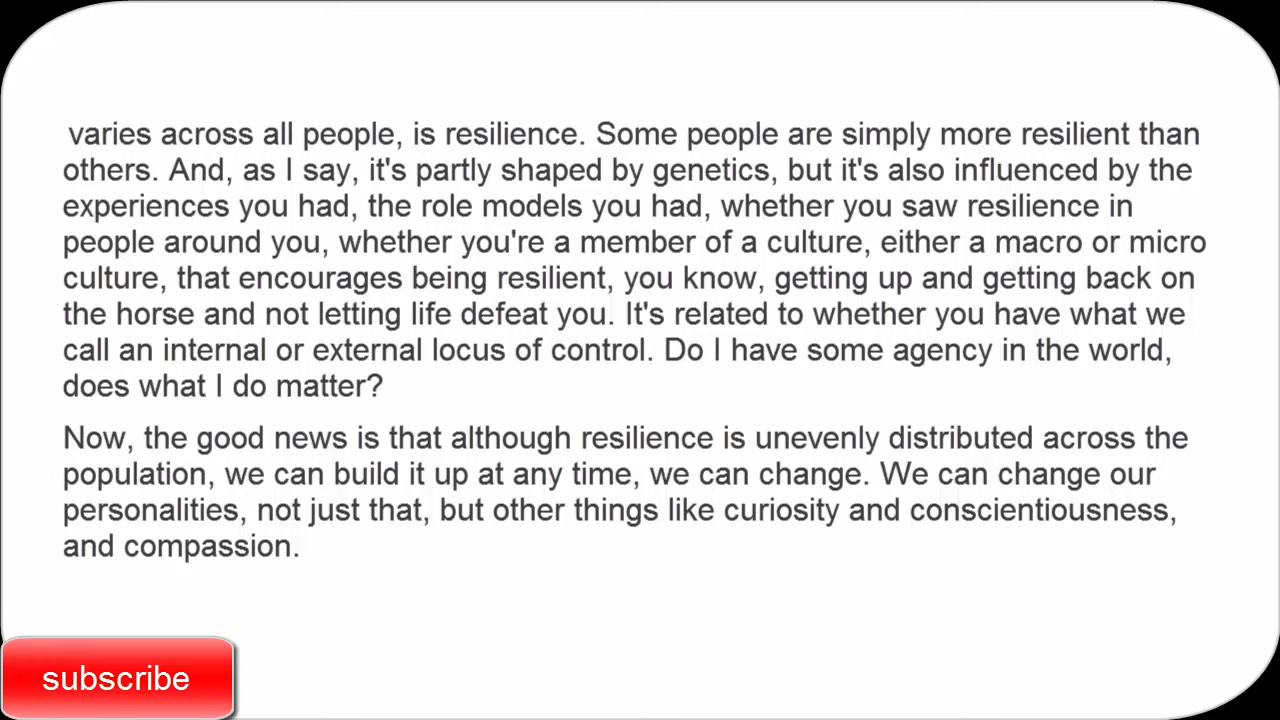 varies across all people, is resilience. Some people are simply more resilient than
others. And, as I say, it's partly shaped by genetics, but it's also influenced by the
experiences you had, the role models you had, whether you saw resilience in
people around you, whether you're a member of a culture, either a macro or micro
culture, that encourages being resilient, you know, getting up and getting back on
the horse and not letting life defeat you. It's related to whether you have what we
call an internal or external locus of control. Do I have some agency in the world,
does what I do matter?
Now, the good news is that although resilience is unevenly distributed across the
population, we can build it up at any time, we can change. We can change our
personalities, not just that, but other things like curiosity and conscientiousness,
and compassion.
subscribe